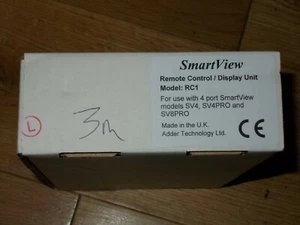 SmartView
Remote Control / Display Unit
Model: RC1
For use with 4 port SmartView
models SV4, SV4PRO and
SV8PRO
Made in the U.K.
Adder Technology Ltd.
CE
L
3m